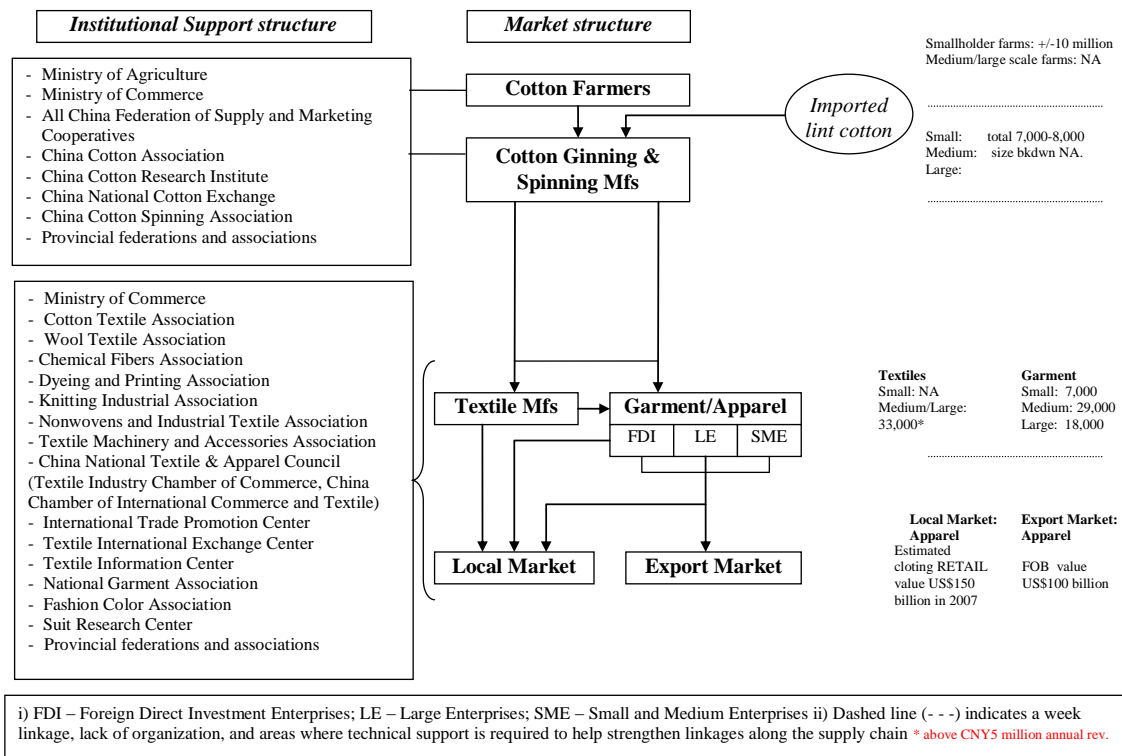 Institutional Support structure
Market structure
- Ministry of Agriculture
- Ministry of Commerce
- All China Federation of Supply and Marketing
Cooperatives
- China Cotton Association
- China Cotton Research Institute
- China National Cotton Exchange
- China Cotton Spinning Association
- Provincial federations and associations
Cotton Farmers
Imported
lint cotton
Cotton Ginning &
Spinning Mfs
Smallholder farms: +/-10 million
Medium/large scale farms: NA
Small: total 7,000-8,000
Medium: size bkdwn NA.
Large:
- Ministry of Commerce
- Cotton Textile Association
- Wool Textile Association
- Chemical Fibers Association
- Dyeing and Printing Association
- Knitting Industrial Association
- Nonwovens and Industrial Textile Association
- Textile Machinery and Accessories Association
- China National Textile & Apparel Council
(Textile Industry Chamber of Commerce, China
Chamber of International Commerce and Textile)
- International Trade Promotion Center
- Textile International Exchange Center
- Textile Information Center
- National Garment Association
- Fashion Color Association
- Suit Research Center
- Provincial federations and associations
Textile Mfs
Garment/Apparel
FDI LE SME
Local Market
Export Market
Textiles
Small: NA
Medium/Large:
33,000*
Garment
Small: 7,000
Medium: 29,000
Large: 18,000
Local Market:
Apparel
Estimated
cloting RETAIL
value US$150
billion in 2007
Export Market:
Apparel
FOB value
US$100 billion
i) FDI – Foreign Direct Investment Enterprises; LE – Large Enterprises; SME – Small and Medium Enterprises ii) Dashed line (- - -) indicates a week
linkage, lack of organization, and areas where technical support is required to help strengthen linkages along the supply chain * above CNY5 million annual rev.